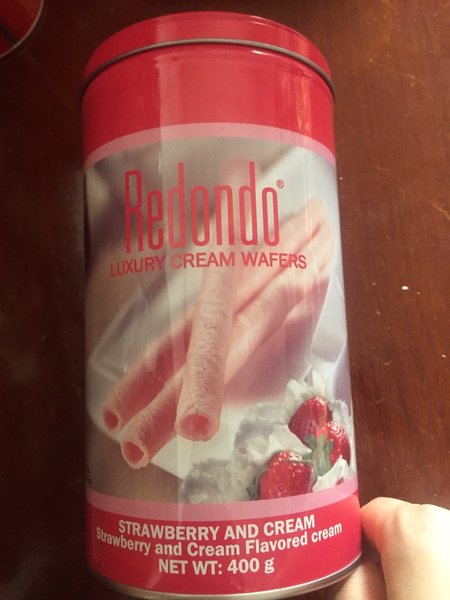 Redondo®
LUXURY CREAM WAFERS
STRAWBERRY AND CREAM
Strawberry and Cream Flavored cream
NET WT: 400 g